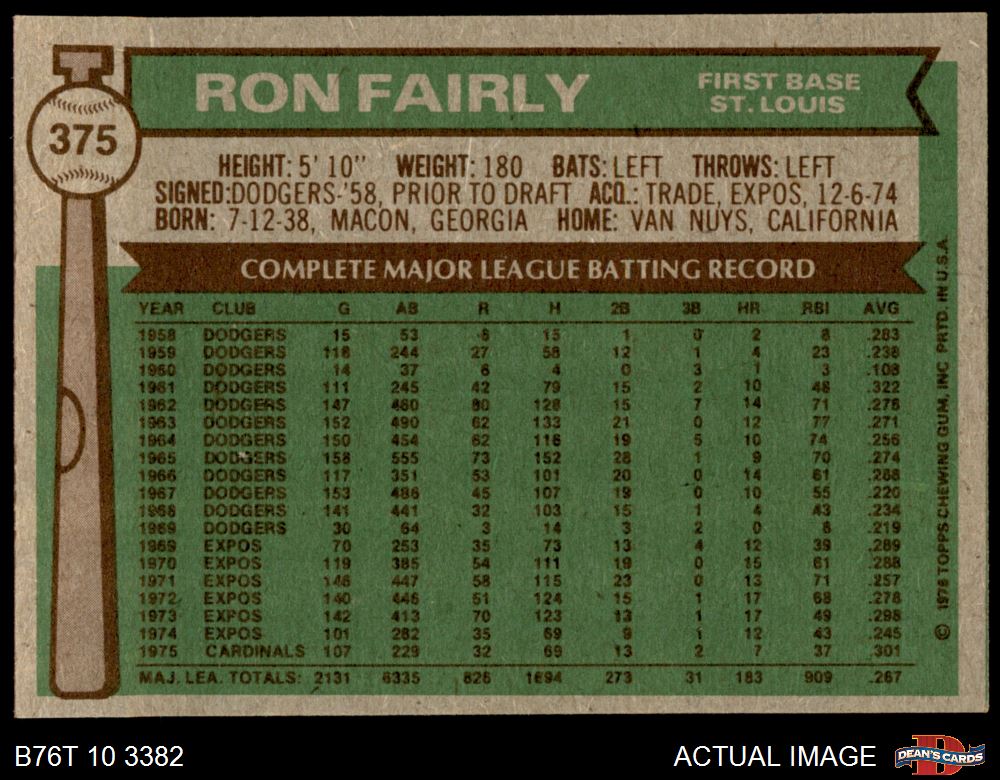 375
RON FAIRLY
FIRST BASE
ST. LOUIS
HEIGHT: 5' 10" WEIGHT: 180 BATS: LEFT THROWS: LEFT
SIGNED:DODGERS-'58, PRIOR TO DRAFT ACQ.: TRADE, EXPOS, 12-6-74
BORN: 7-12-38, MACON, GEORGIA HOME: VAN NUYS, CALIFORNIA
COMPLETE MAJOR LEAGUE BATTING RECORD
YEAR CLUB G AB R H 2B 3B HR RBI AVG
1958 DODGERS 15 53 15 1 0 2 8 .283
1959 DODGERS 118 244 27 58 12 1 4 23 .238
1960 DODGERS 14 37 6 4 0 3 1 3 .108
1961 DODGERS 111 245 42 79 15 2 10 48 .322
1962 DODGERS 147 460 80 128 15 7 14 71 .278
1963 DODGERS 152 490 62 133 21 0 12 77 .271
1964 DODGERS 150 454 62 116 19 5 10 74 .256
1965 DODGERS 158 555 73 152 28 1 9 70 .274
1966 DODGERS 117 351 53 101 20 0 14 61 .288
1967 DODGERS 153 486 45 107 19 0 10 55 .220
1968 DODGERS 141 441 32 103 15 1 4 43 .234
1969 DODGERS 30 64 3 14 3 2 0 8 .219
1969 EXPOS 70 253 35 73 13 4 12 39 .289
1970 EXPOS 119 385 54 111 19 0 15 61 .288
1971 EXPOS 146 447 58 115 23 0 13 71 .257
1972 EXPOS 140 446 51 124 15 1 17 68 .278
1973 EXPOS 142 413 70 123 13 1 17 49 .298
1974 EXPOS 101 282 35 69 9 1 12 43 .245
1975 CARDINALS 107 229 32 69 13 2 7 37 .301
MAJ. LEA. TOTALS: 2131 6335 826 1694 273 31 183 909 .267
© 1976 TOPPS CHEWING GUM, INC PRTD. IN U.S.A.
B76T 10 3382
ACTUAL IMAGE
DEAN'S CARDS